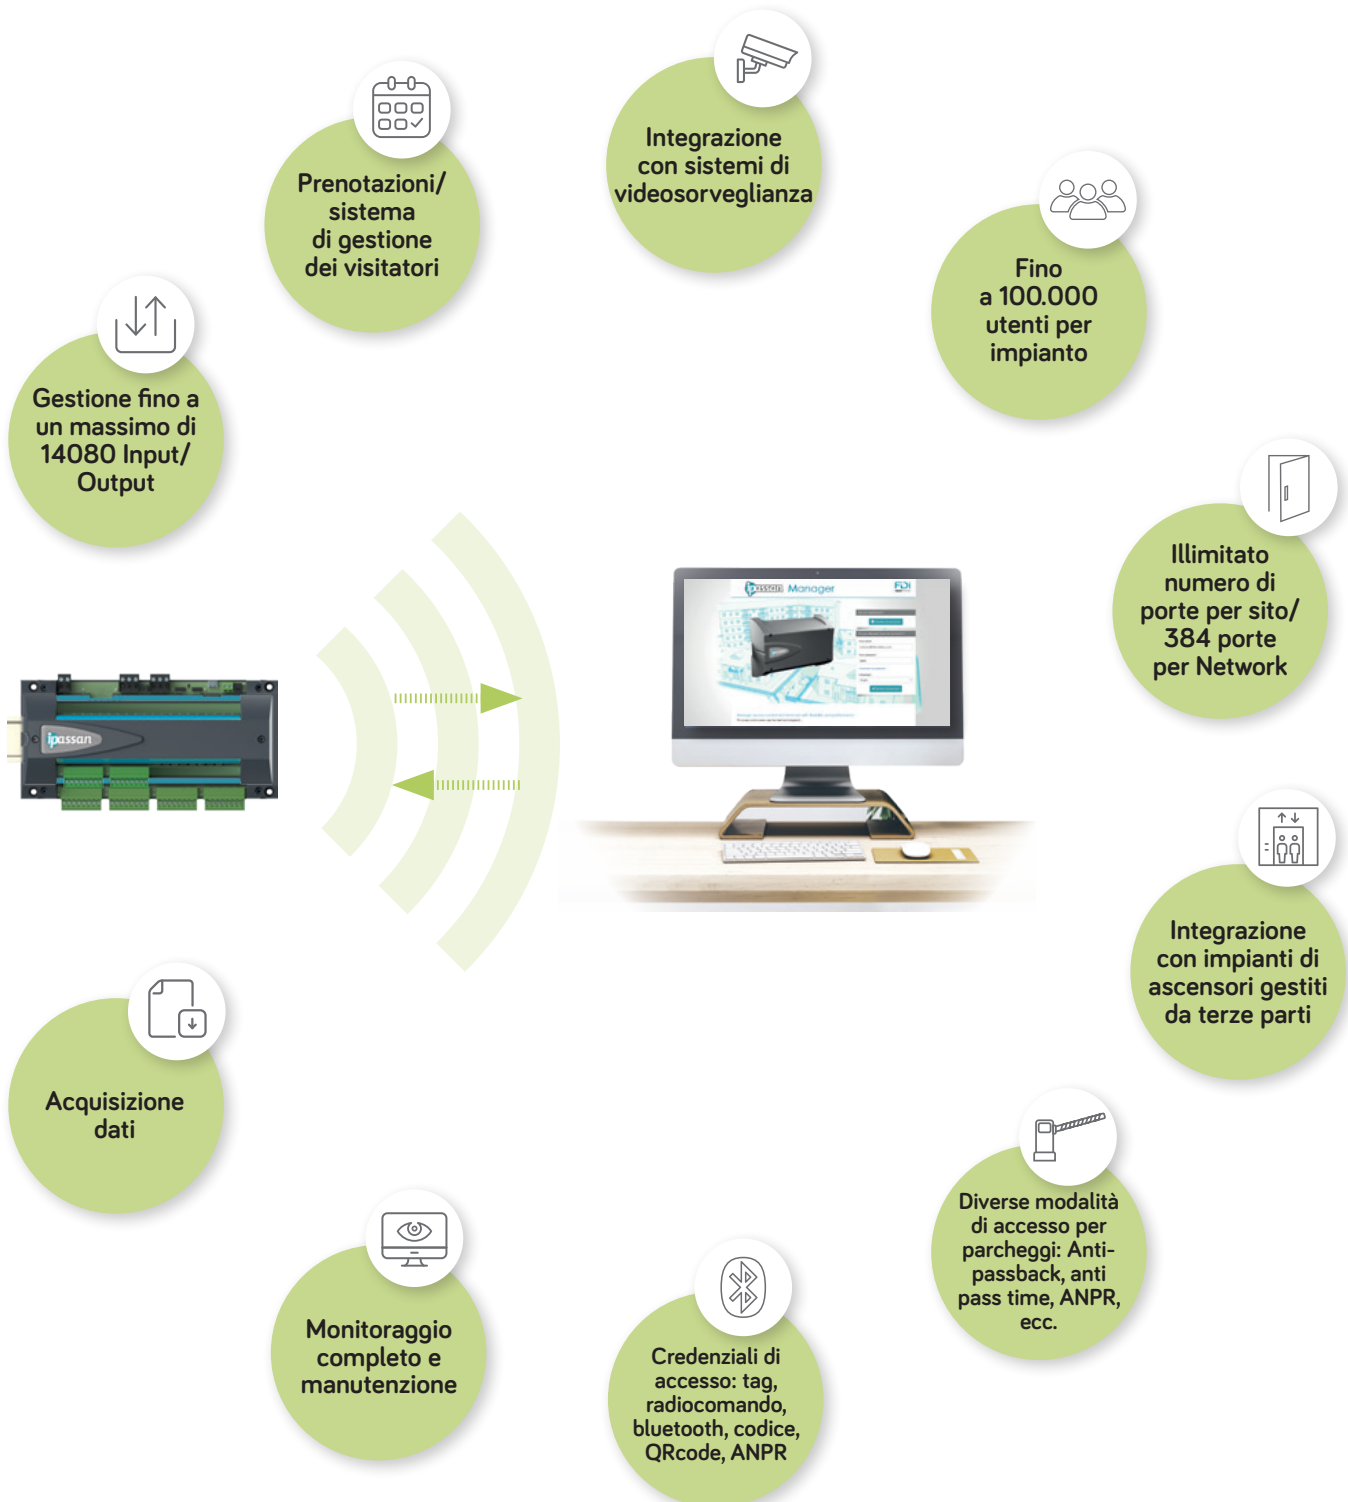 Integrazione
con sistemi di
videosorveglianza
Prenotazioni/
sistema
di gestione
dei visitatori
Fino
a 100.000
utenti per
impianto
Gestione fino a
un massimo di
14080 Input/
Output
Illimitato
numero di
porte per sito/
384 porte
per Network
ipassan Manager
FDI
ipassan
Integrazione
con impianti di
ascensori gestiti
da terze parti
Acquisizione
dati
Diverse modalità
di accesso per
parcheggi: Anti-
passback, anti
pass time, ANPR,
ecc.
Monitoraggio
completo e
manutenzione
Credenziali di
accesso: tag,
radiocomando,
bluetooth, codice,
QRcode, ANPR